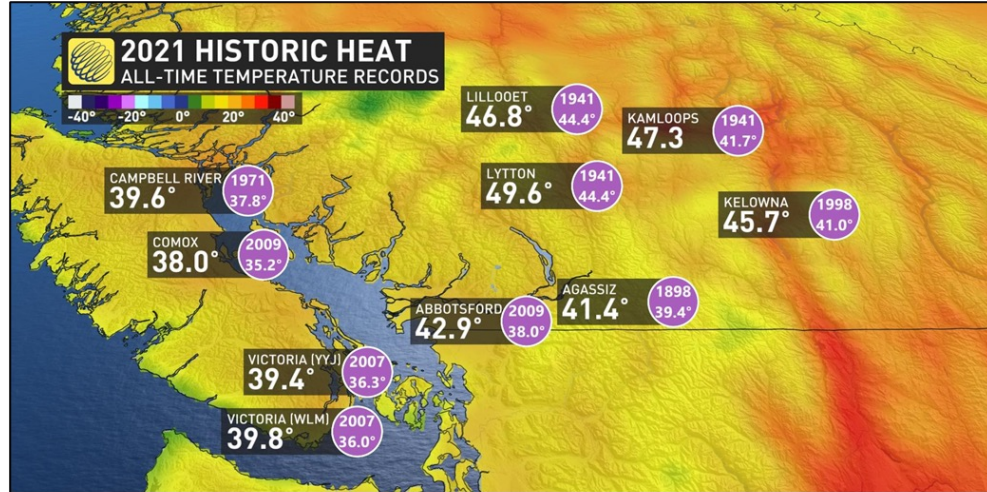 2021 HISTORIC HEAT
ALL-TIME TEMPERATURE RECORDS
-40° -20° 0° 20° 40°
LILLOOET
46.8°
1941
44.4°
KAMLOOPS
47.3
1941
41.7°
CAMPBELL RIVER
39.6°
1971
37.8°
LYTTON
49.6°
1941
44.4°
KELOWNA
45.7°
1998
41.0°
COMOX
38.0°
2009
35.2°
AGASSIZ
41.4°
1898
39.4°
ABBOTSFORD
42.9°
2009
38.0°
VICTORIA (YYJ)
39.4°
2007
36.3°
VICTORIA (WLM)
39.8°
2007
36.0°